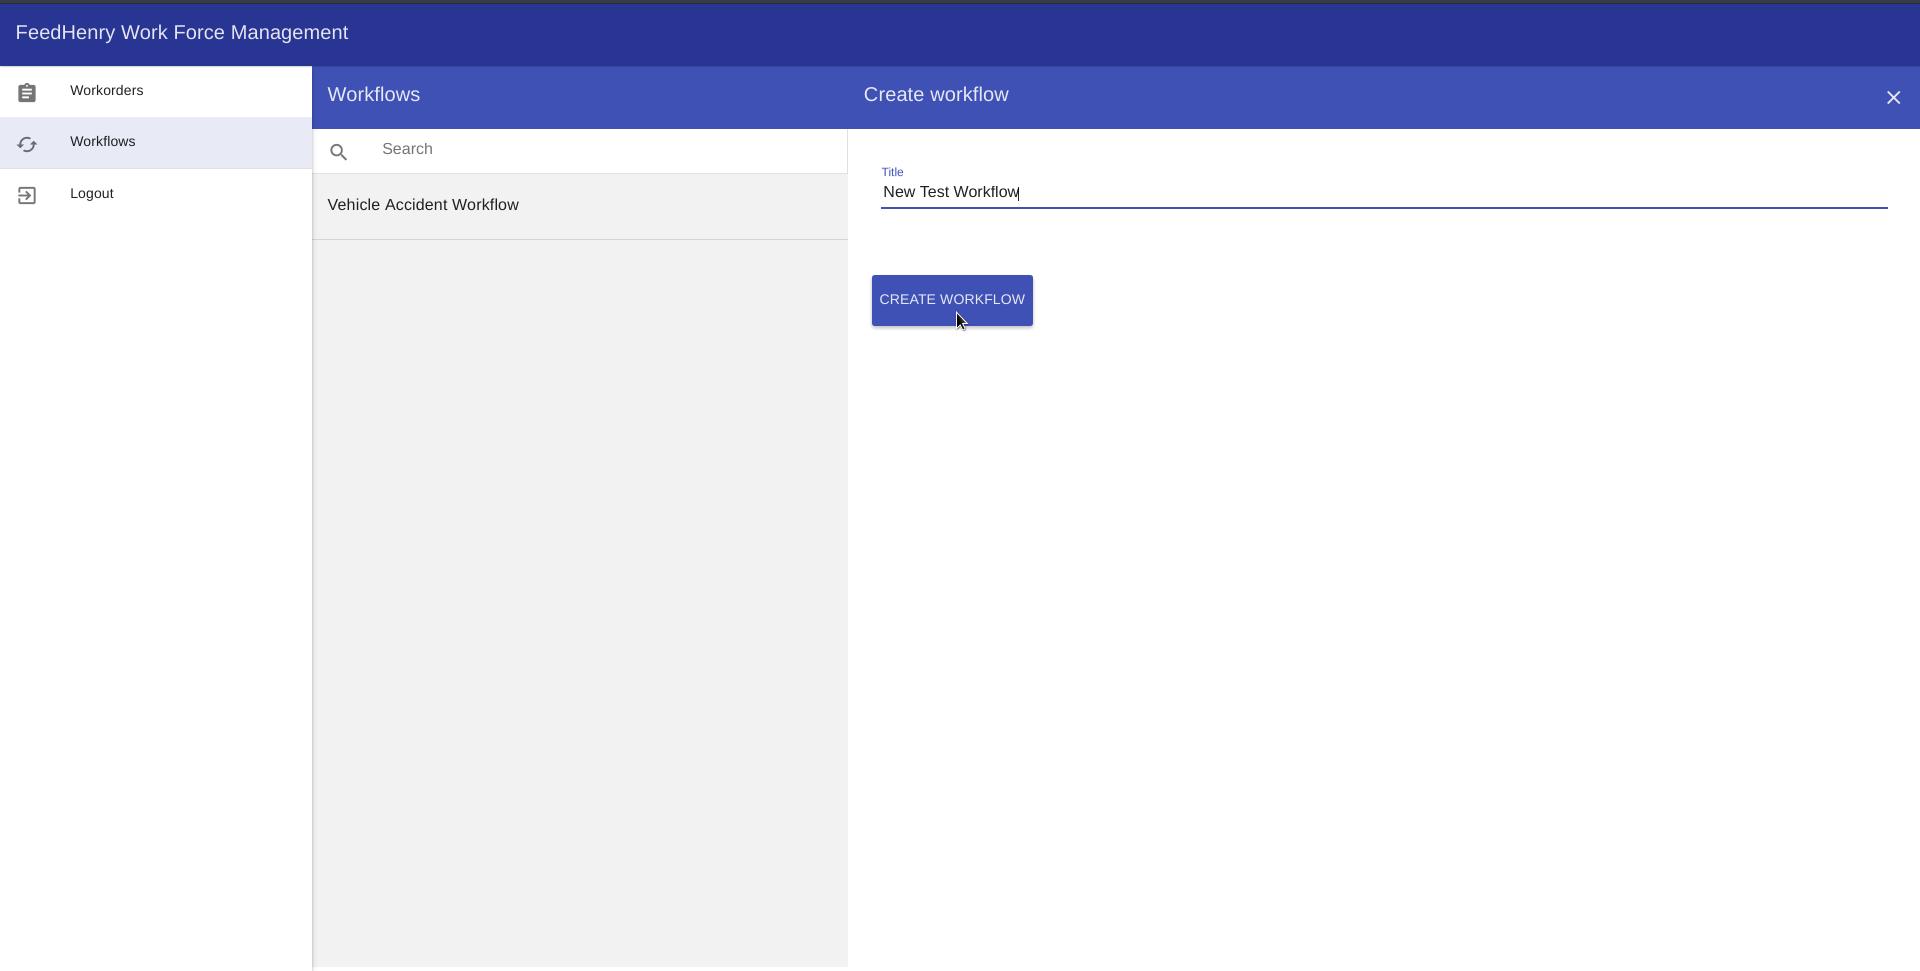 FeedHenry Work Force Management
Workorders
Workflows
Logout
Workflows
Search
Vehicle Accident Workflow
Create workflow
Title
New Test Workflow
CREATE WORKFLOW